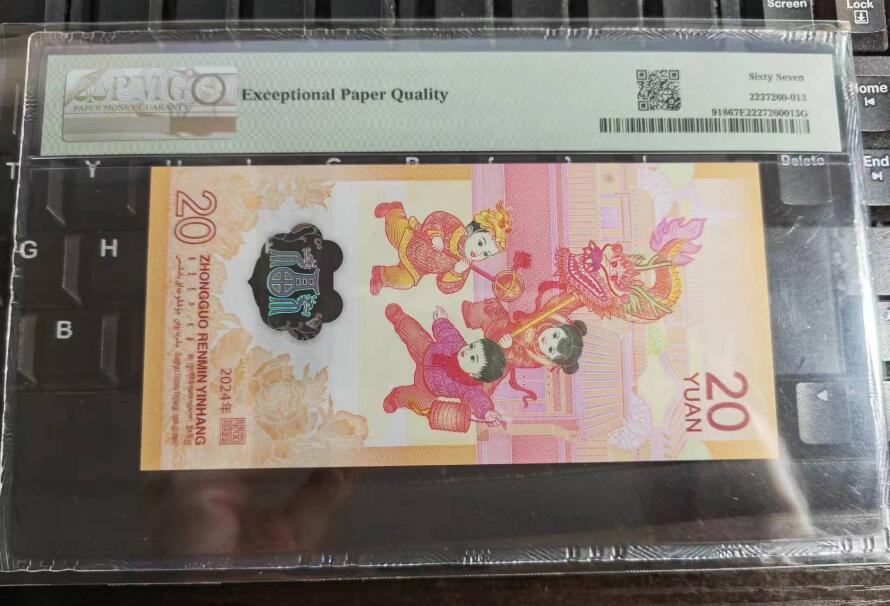 Screen
Lock
PMG
PAPER MONEY GUARANTY
Exceptional Paper Quality
Sixty Seven
2227260-013
91867E2227260013G
Home
End
Delete
T
Y
G
H
B
20
ZHONGGUO RENMIN YINHANG
2024年
20
YUAN